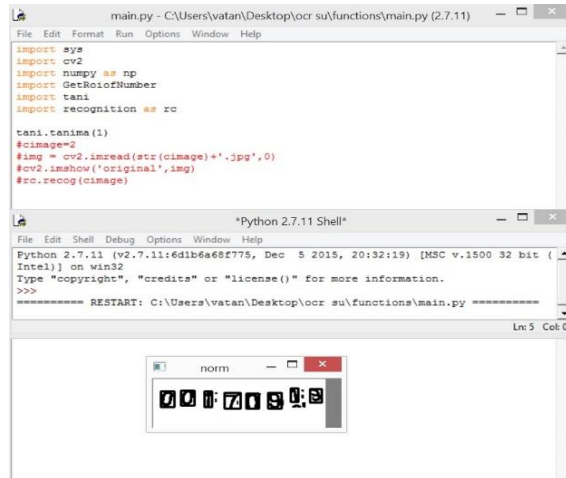 main.py - C:\Users\vatan\Desktop\ocr su\functions\main.py (2.7.11)
File Edit Format Run Options Window Help
import sys
import cv2
import numpy as np
import GetRoiofNumber
import tani
import recognition as rc
tani.tanima(1)
#cimage=2
#img = cv2.imread(str(cimage)+'.jpg',0)
#cv2.imshow('original',img)
#rc.recog(cimage)
*Python 2.7.11 Shell*
File Edit Shell Debug Options Window Help
Python 2.7.11 (v2.7.11:6d1b6a68f775, Dec 5 2015, 20:32:19) [MSC v.1500 32 bit (
Intel)] on win32
Type "copyright", "credits" or "license()" for more information.
>>>
========== RESTART: C:\Users\vatan\Desktop\ocr su\functions\main.py ==========
Ln: 5 Col: 0
norm